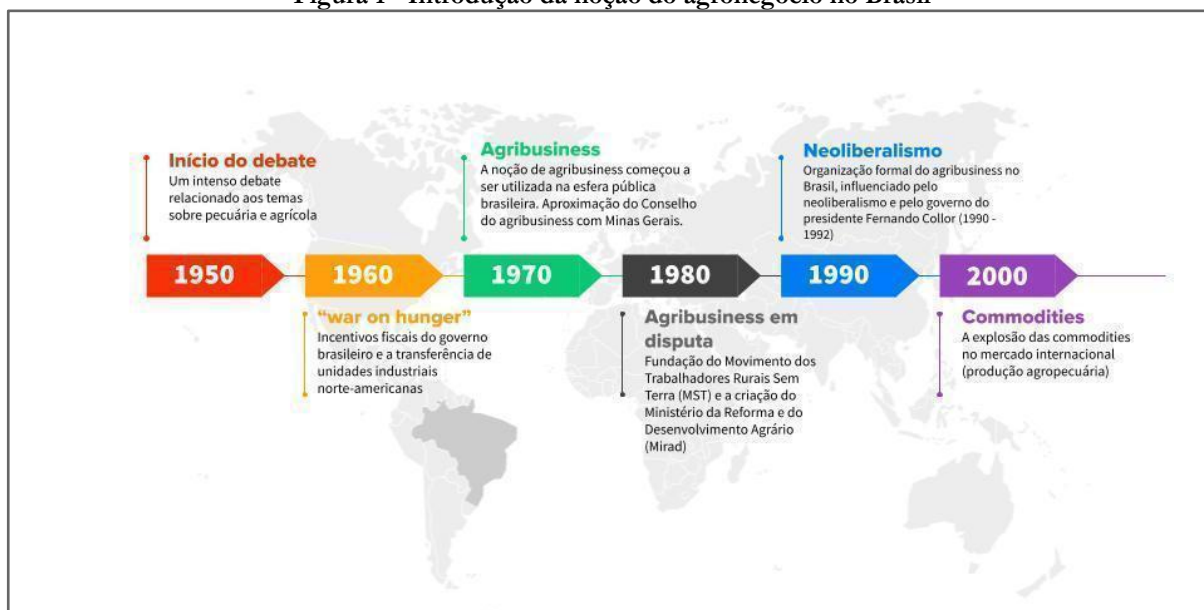 Figura 1 - Introdução da noção do agronegócio no Brasil
Início do debate
Um intenso debate
relacionado aos temas
sobre pecuária e agrícola
Agribusiness
A noção de agribusiness começou a
ser utilizada na esfera pública
brasileira. Aproximação do Conselho
do agribusiness com Minas Gerais.
Neoliberalismo
Organização formal do agribusiness no
Brasil, influenciado pelo
neoliberalismo e pelo governo do
presidente Fernando Collor (1990 -
1992)
1950
1960
1970
1980
1990
2000
"war on hunger"
Incentivos fiscais do governo
brasileiro e a transferência de
unidades industriais
norte-americanas
Agribusiness em
disputa
Fundação do Movimento dos
Trabalhadores Rurais Sem
Terra (MST) e a criação do
Ministério da Reforma e do
Desenvolvimento Agrário
(Mirad)
Commodities
A explosão das commodities
no mercado internacional
(produção agropecuária)